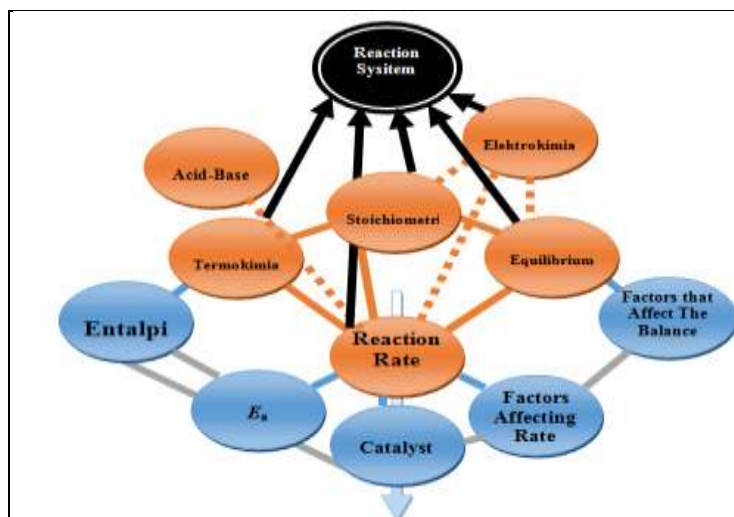 Reaction
Sysitem
Elektrokimia
Acid-Base
Stoichiometri
Termokimia
Equilibrium
Factors that
Affect The
Balance
Entalpi
Reaction
Rate
Factors
Affecting
Rate
Ea
Catalyst